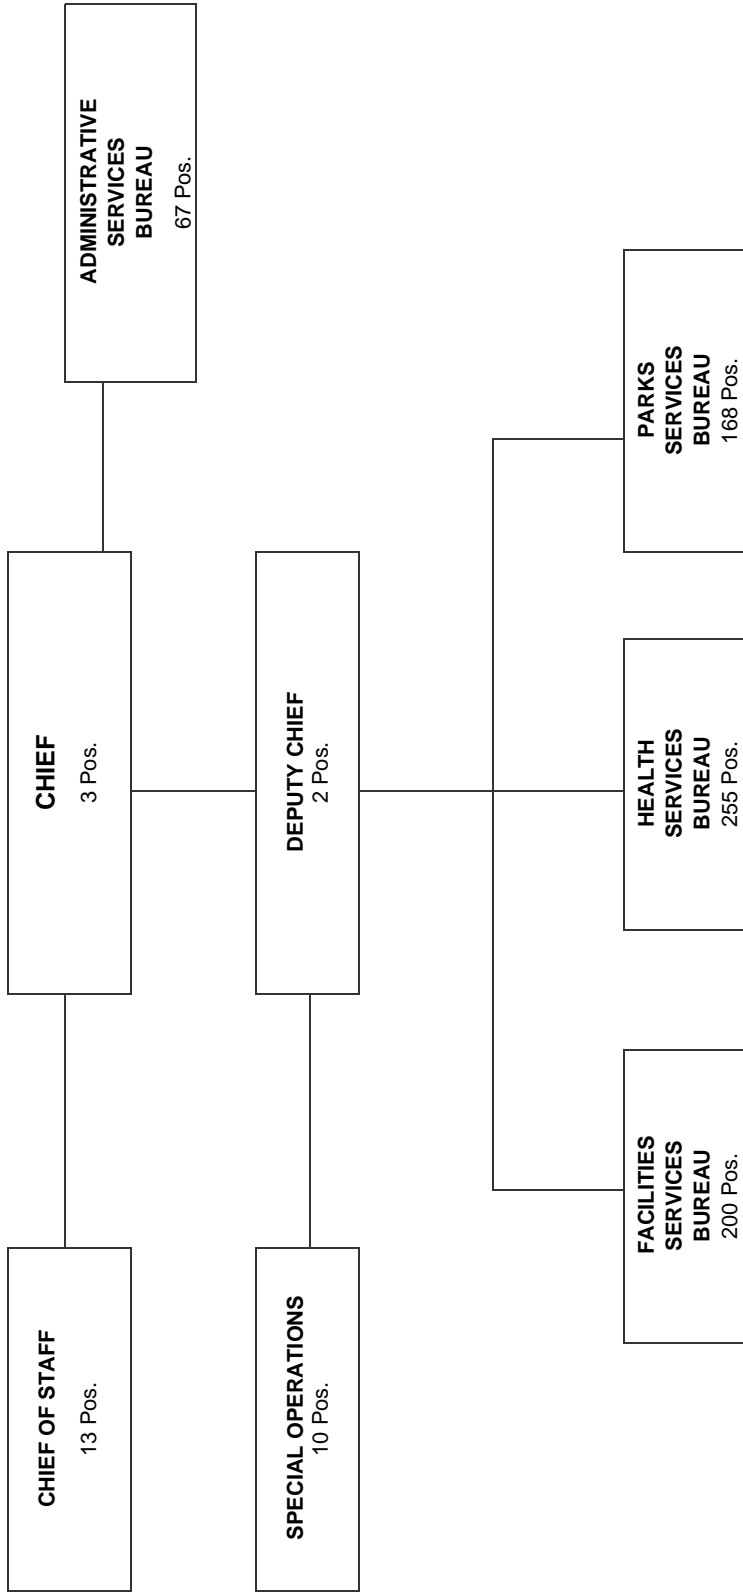 CHIEF
3 Pos.
CHIEF OF STAFF
13 Pos.
ADMINISTRATIVE
SERVICES
BUREAU
67 Pos.
SPECIAL OPERATIONS
10 Pos.
DEPUTY CHIEF
2 Pos.
FACILITIES
SERVICES
BUREAU
200 Pos.
HEALTH
SERVICES
BUREAU
255 Pos.
PARKS
SERVICES
BUREAU
168 Pos.